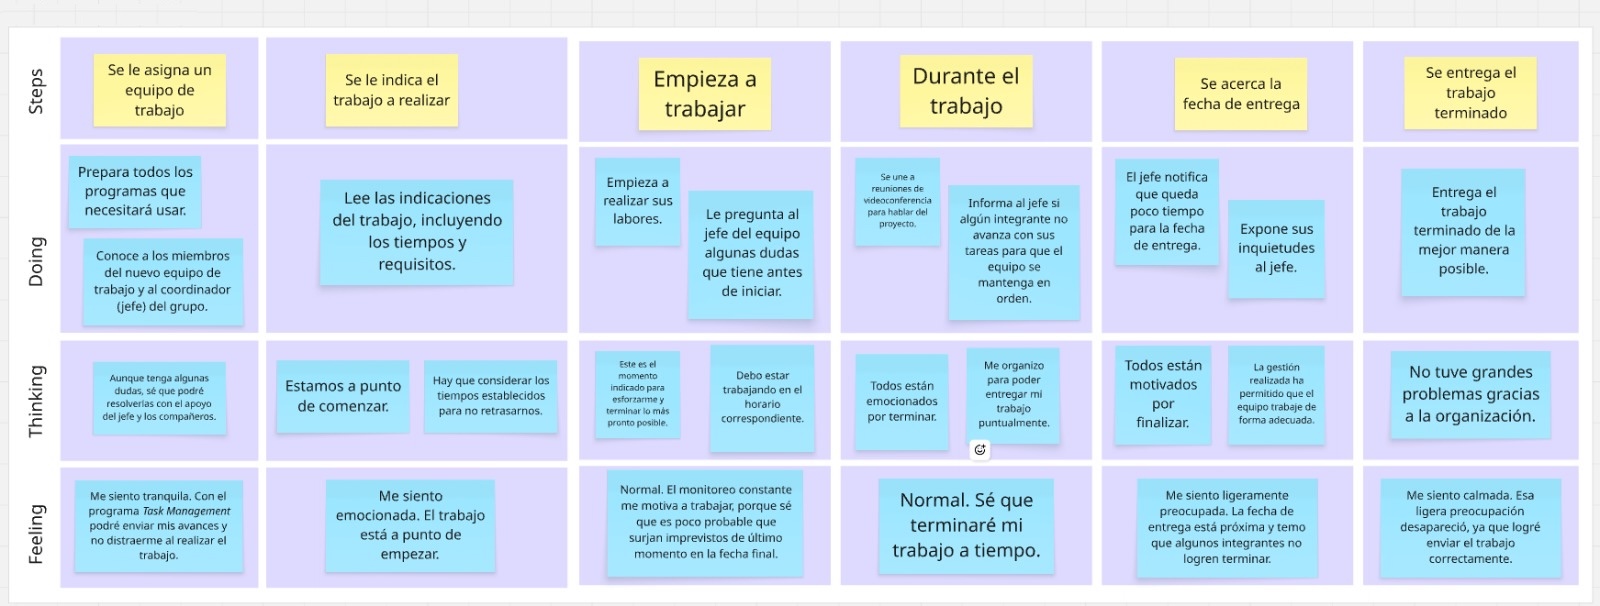 Steps
Se le asigna un
equipo de
trabajo
Se le indica el
trabajo a realizar
Empieza a
trabajar
Durante el
trabajo
Se acerca la
fecha de entrega
Se entrega el
trabajo
terminado
Doing
Prepara todos los
programas que
necesitará usar.
Conoce a los miembros
del nuevo equipo de
trabajo y al coordinador
(jefe) del grupo.
Lee las indicaciones
del trabajo, incluyendo
los tiempos y
requisitos.
Empieza a
realizar sus
labores.
Le pregunta al
jefe del equipo
algunas dudas
que tiene antes
de iniciar.
Se une a
reuniones de
videoconferencia
para hablar del
proyecto.
Informa al jefe si
algún integrante no
avanza con sus
tareas para que el
equipo se
mantenga en
orden.
El jefe notifica
que queda
poco tiempo
para la fecha
de entrega.
Expone sus
inquietudes
al jefe.
Entrega el
trabajo
terminado de la
mejor manera
posible.
Thinking
Aunque tenga algunas
dudas, sé que podré
resolverlas con el apoyo
del jefe y los compañeros.
Estamos a punto
de comenzar.
Hay que considerar los
tiempos establecidos
para no retrasarnos.
Este es el
momento
indicado para
esforzarme y
terminar lo más
pronto posible.
Debo estar
trabajando en el
horario
correspondiente.
Todos están
emocionados
por terminar.
Me organizo
para poder
entregar mi
trabajo
puntualmente.
Todos están
motivados
por
finalizar.
La gestión
realizada ha
permitido que el
equipo trabaje de
forma adecuada.
No tuve grandes
problemas gracias
a la organización.
Feeling
Me siento tranquila. Con el
programa Task Management
podré enviar mis avances y
no distraerme al realizar el
trabajo.
Me siento
emocionada. El trabajo
está a punto de
empezar.
Normal. El monitoreo constante
me motiva a trabajar, porque sé
que es poco probable que
surjan imprevistos de último
momento en la fecha final.
Normal. Sé que
terminaré mi
trabajo a tiempo.
Me siento ligeramente
preocupada. La fecha de
entrega está próxima y temo
que algunos integrantes no
logren terminar.
Me siento calmada. Esa
ligera preocupación
desapareció, ya que logré
enviar el trabajo
correctamente.